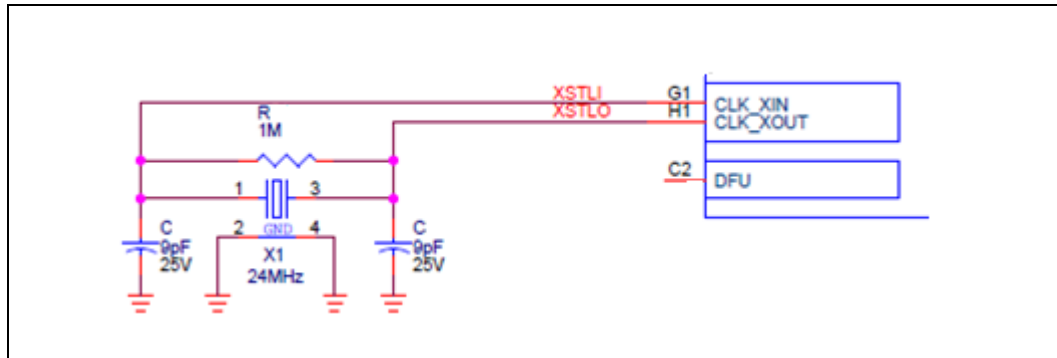 XSTLI G1 CLK_XIN
XSTLO H1 CLK_XOUT
R
1M
C2 DFU
1 3
2 GND 4
C
9pF
25V
X1
24MHz
C
9pF
25V